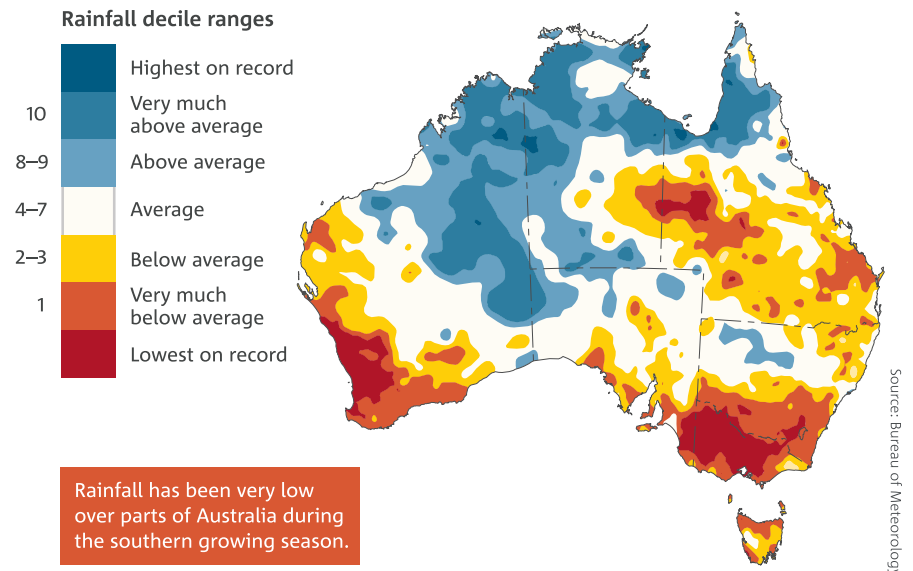 Rainfall decile ranges
Highest on record
10
Very much
above average
8–9
Above average
4–7
Average
2–3
Below average
1
Very much
below average
Lowest on record
Rainfall has been very low
over parts of Australia during
the southern growing season.
Source: Bureau of Meteorology